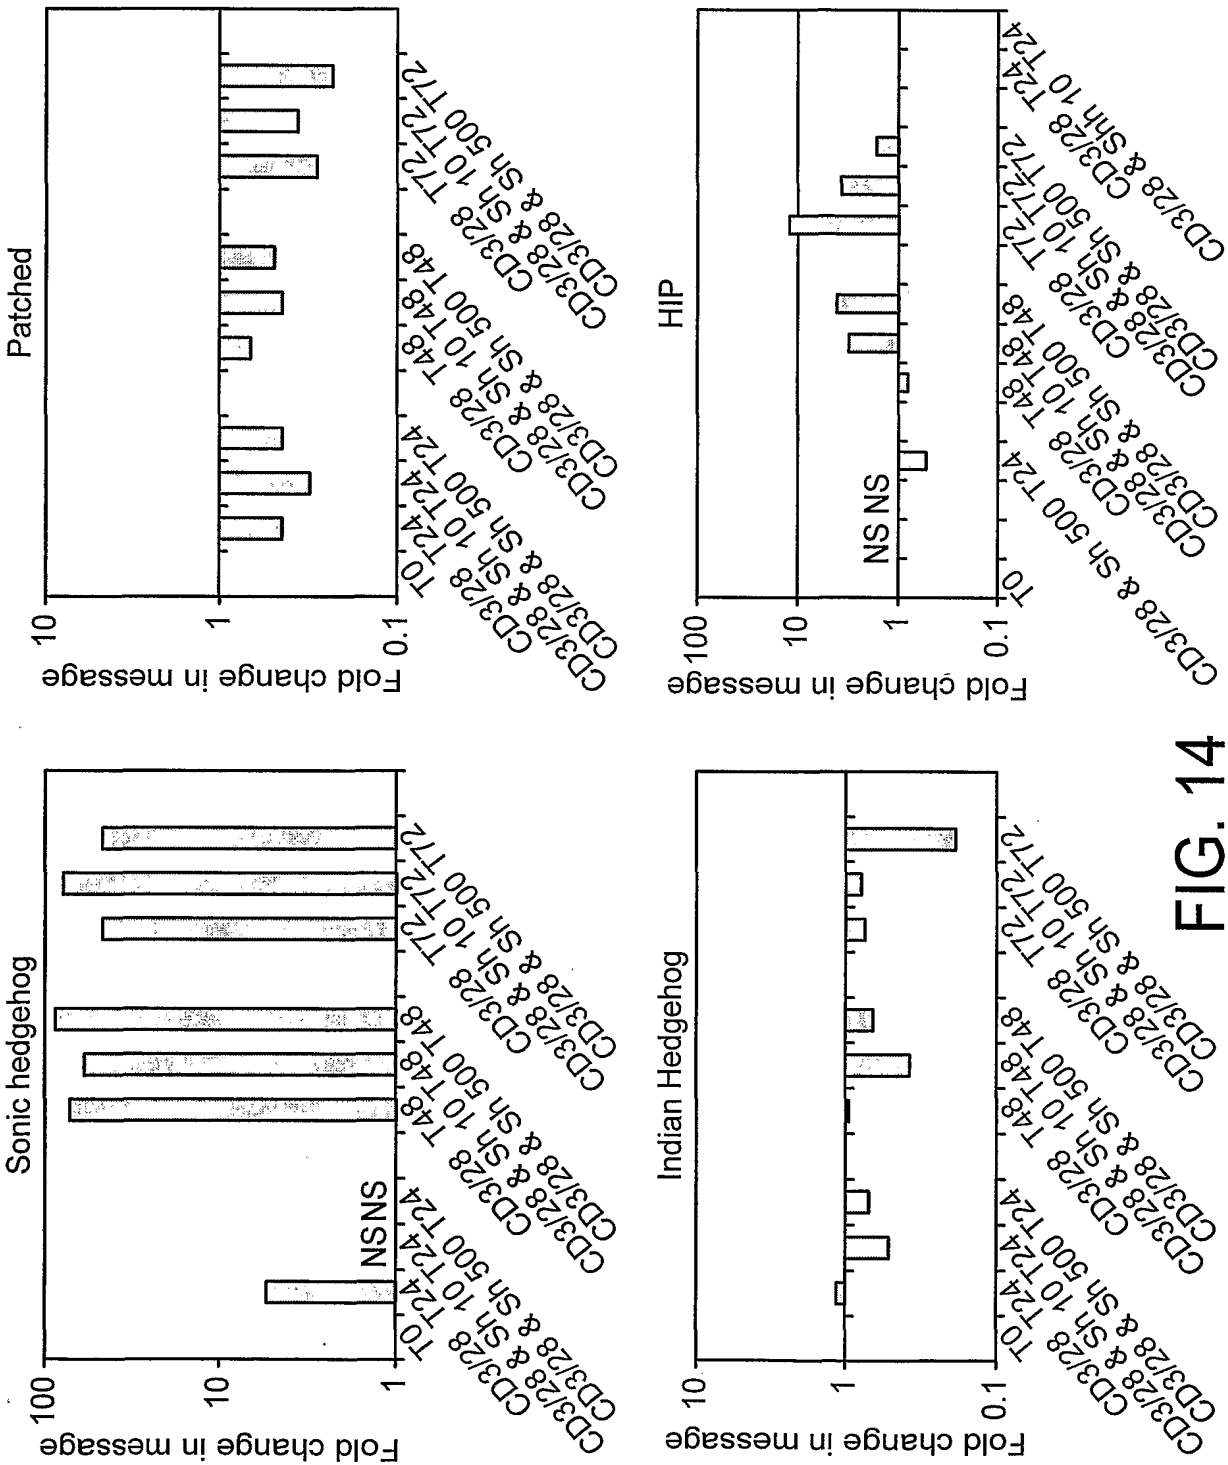 Sonic hedgehog
Fold change in message
100
10
1
NS NS
T0
CD3/28 T24
CD3/28 & Sh 10 T24
CD3/28 & Sh 500 T24
CD3/28 T48
CD3/28 & Sh 10 T48
CD3/28 & Sh 500 T48
CD3/28 T72
CD3/28 & Sh 10 T72
CD3/28 & Sh 500 T72
Patched
Fold change in message
10
1
0.1
T0
CD3/28 T24
CD3/28 & Sh 10 T24
CD3/28 & Sh 500 T24
CD3/28 T48
CD3/28 & Sh 10 T48
CD3/28 & Sh 500 T48
CD3/28 T72
CD3/28 & Sh 10 T72
CD3/28 & Sh 500 T72
Indian Hedgehog
Fold change in message
10
1
0.1
T0
CD3/28 T24
CD3/28 & Sh 10 T24
CD3/28 & Sh 500 T24
CD3/28 T48
CD3/28 & Sh 10 T48
CD3/28 & Sh 500 T48
CD3/28 T72
CD3/28 & Sh 10 T72
CD3/28 & Sh 500 T72
HIP
Fold change in message
100
10
1
0.1
NS NS
T0
CD3/28 & Sh 500 T24
CD3/28 T48
CD3/28 & Sh 10 T48
CD3/28 & Sh 500 T48
CD3/28 T72
CD3/28 & Sh 10 T72
CD3/28 & Sh 500 T72
CD3/28 T24
CD3/28 & Shh 10 T24
FIG. 14